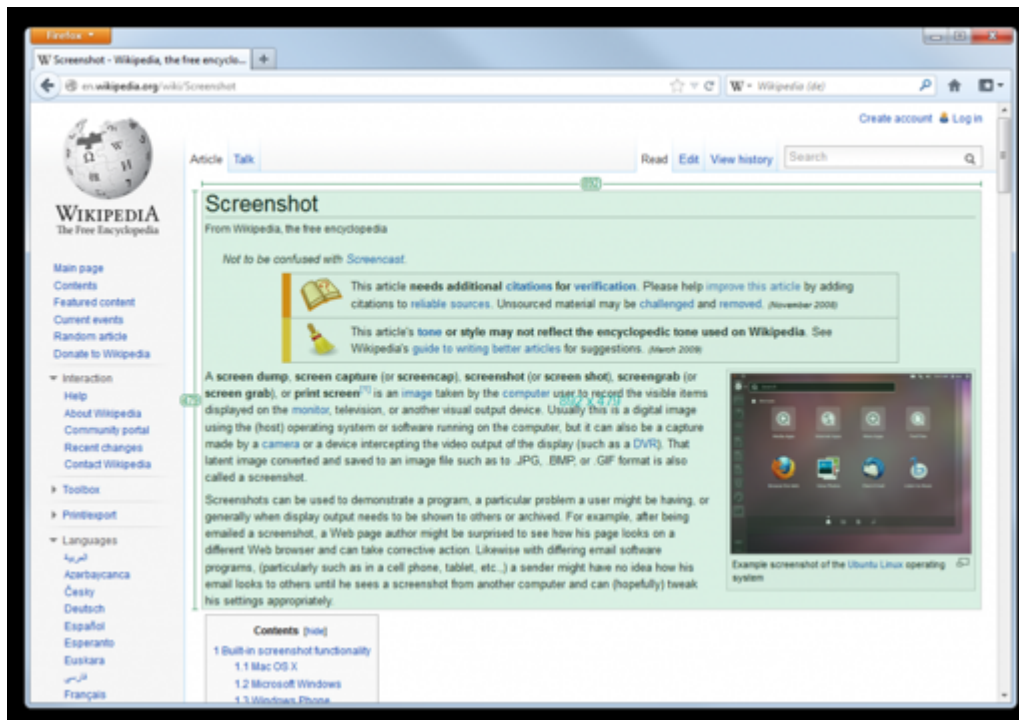 Firefox
Screenshot - Wikipedia, the free encyclo...
en.wikipedia.org/wiki/Screenshot
W - Wikipedia (de)
Create account Log in
Article Talk
Read Edit View history Search
892
WIKIPEDIA
The Free Encyclopedia
Main page
Contents
Featured content
Current events
Random article
Donate to Wikipedia
Interaction
Help
About Wikipedia
Community portal
Recent changes
Contact Wikipedia
Toolbox
Print/export
Languages
العربية
Azərbaycanca
Česky
Deutsch
Español
Esperanto
Euskara
فارسی
Français
Screenshot
From Wikipedia, the free encyclopedia
Not to be confused with Screencast.
This article needs additional citations for verification. Please help improve this article by adding
citations to reliable sources. Unsourced material may be challenged and removed. (November 2008)
This article's tone or style may not reflect the encyclopedic tone used on Wikipedia. See
Wikipedia's guide to writing better articles for suggestions. (March 2009)
A screen dump, screen capture (or screencap), screenshot (or screen shot), screengrab (or
screen grab), or print screen[1] is an image taken by the computer user to record the visible items
displayed on the monitor, television, or another visual output device. Usually this is a digital image
using the (host) operating system or software running on the computer, but it can also be a capture
made by a camera or a device intercepting the video output of the display (such as a DVR). That
latent image converted and saved to an image file such as to .JPG, .BMP, or .GIF format is also
called a screenshot.
479
892 x 479
Screenshots can be used to demonstrate a program, a particular problem a user might be having, or
generally when display output needs to be shown to others or archived. For example, after being
emailed a screenshot, a Web page author might be surprised to see how his page looks on a
different Web browser and can take corrective action. Likewise with differing email software
programs, (particularly such as in a cell phone, tablet, etc.,) a sender might have no idea how his
email looks to others until he sees a screenshot from another computer and can (hopefully) tweak
his settings appropriately.
Example screenshot of the Ubuntu Linux operating
system
Contents [hide]
1 Built-in screenshot functionality
1.1 Mac OS X
1.2 Microsoft Windows
1.3 Windows Phone